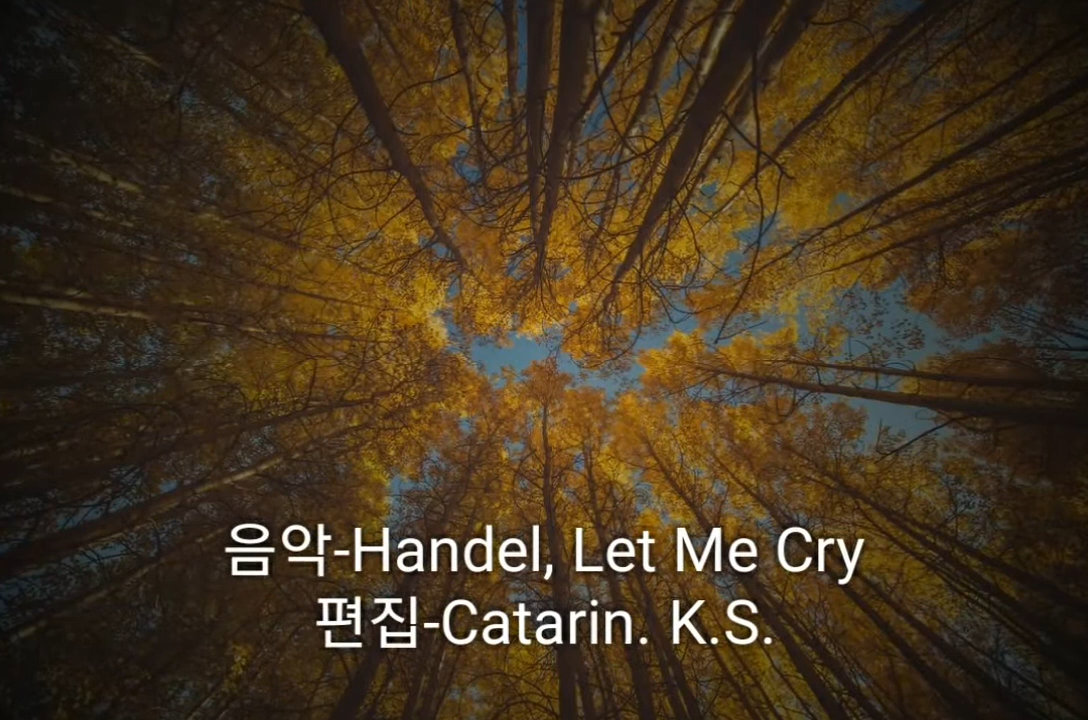 음악-Handel, Let Me Cry
편집-Catarin. K.S.